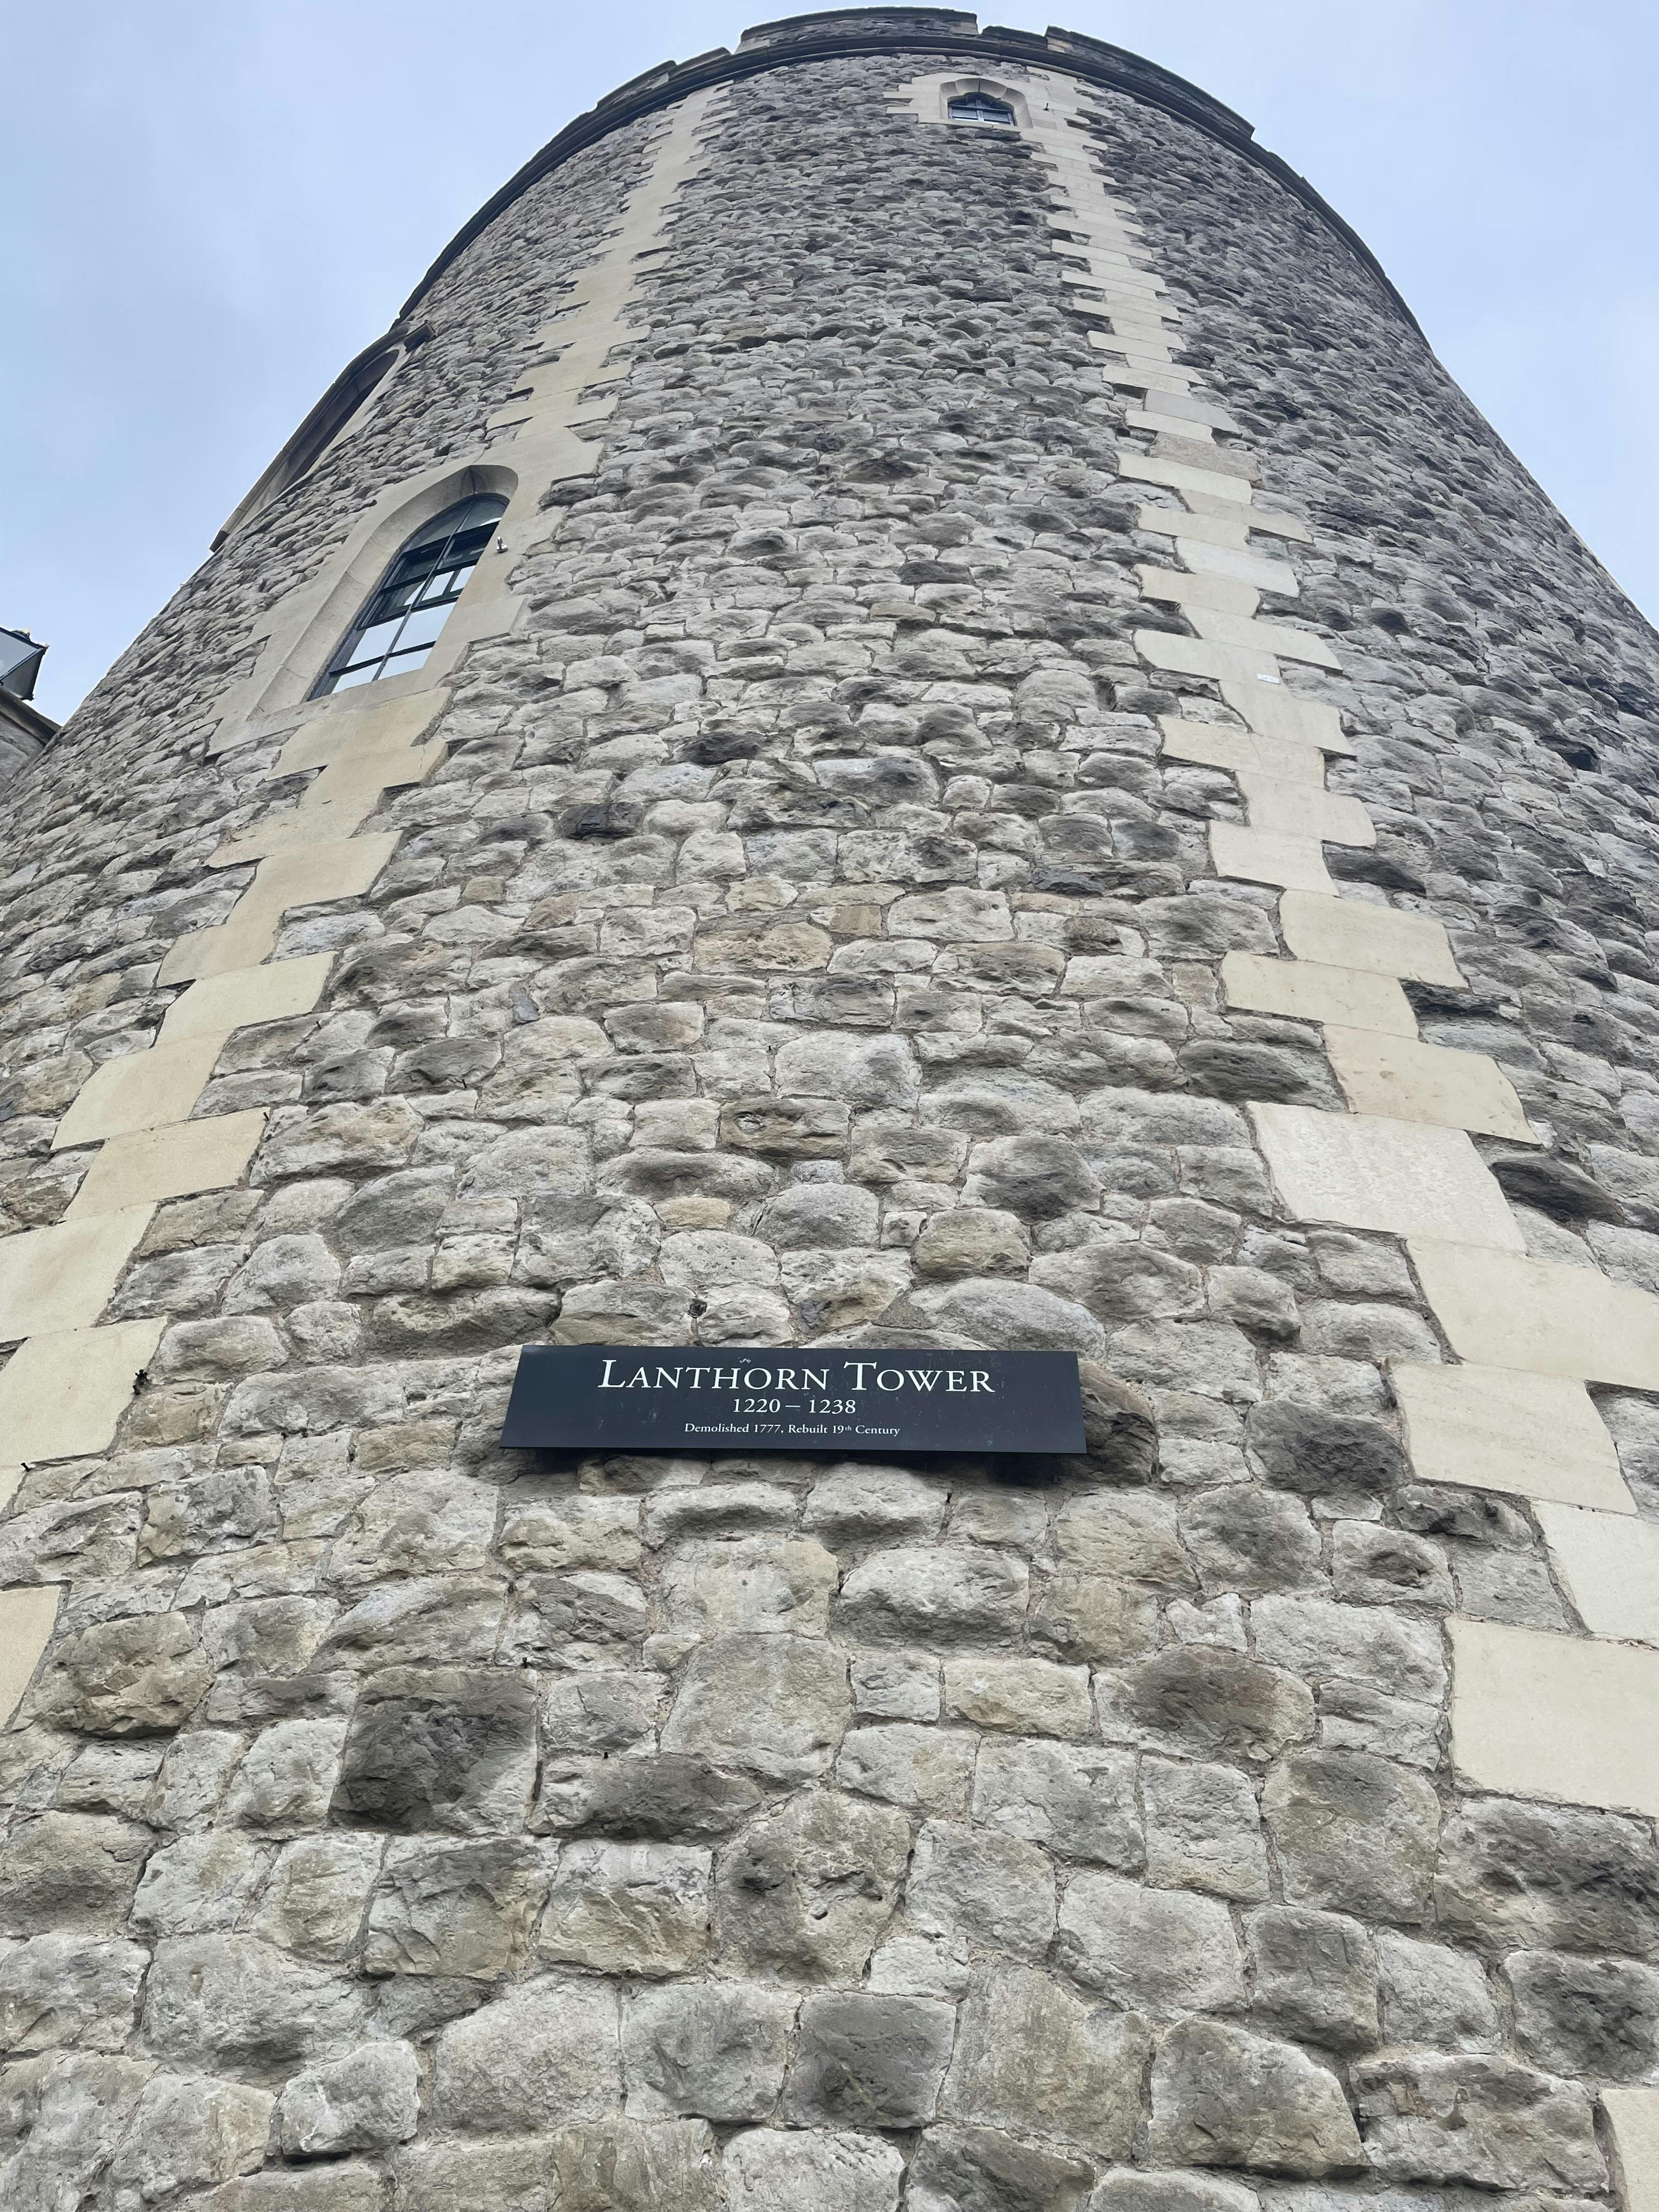 LANTHORN TOWER
1220 – 1238
Demolished 1777, Rebuilt 19th Century